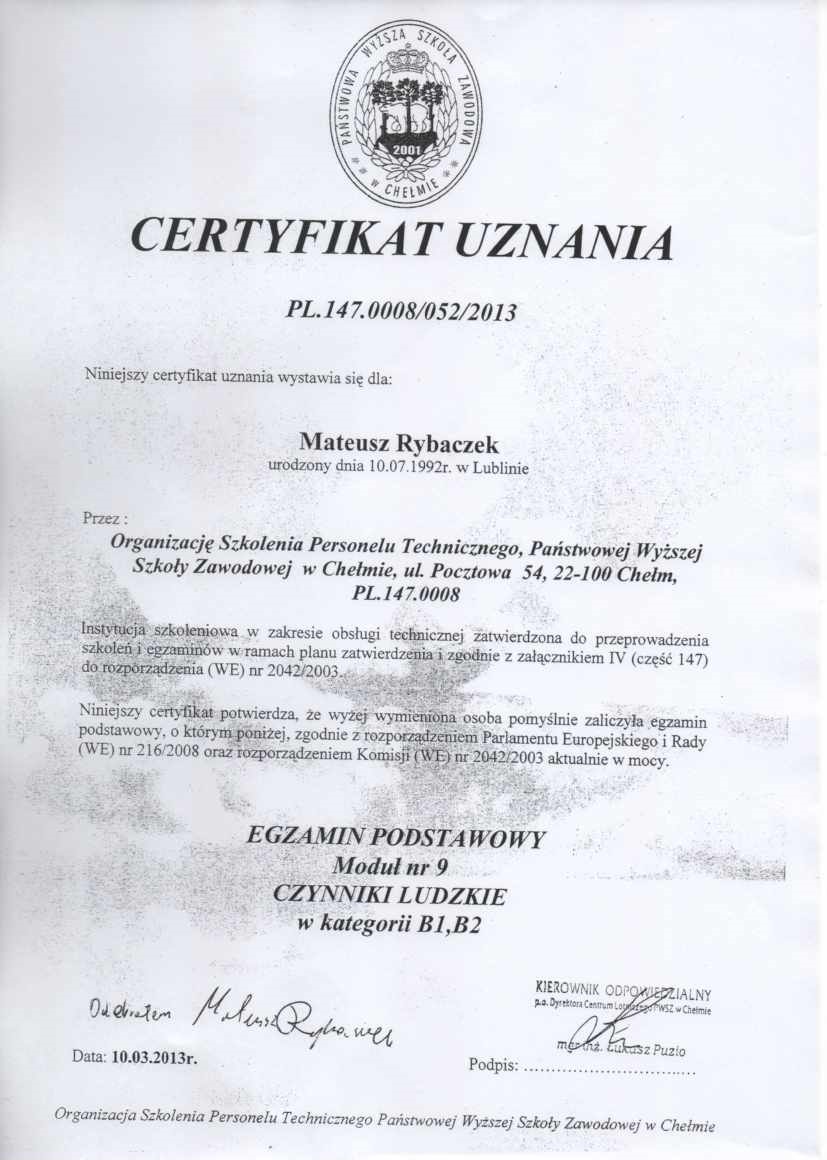 PAŃSTWOWA WYŻSZA SZKOŁA ZAWODOWA
2001
w CHEŁMIE
CERTYFIKAT UZNANIA
PL.147.0008/052/2013
Niniejszy certyfikat uznania wystawia się dla:
Mateusz Rybaczek
urodzony dnia 10.07.1992r. w Lublinie
Przez :
Organizację Szkolenia Personelu Technicznego, Państwowej Wyższej
Szkoły Zawodowej w Chełmie, ul. Pocztowa 54, 22-100 Chełm,
PL.147.0008
Instytucja szkoleniowa w zakresie obsługi technicznej zatwierdzona do przeprowadzenia
szkoleń i egzaminów w ramach planu zatwierdzenia i zgodnie z załącznikiem IV (część 147)
do rozporządzenia (WE) nr 2042/2003.
Niniejszy certyfikat potwierdza, że wyżej wymieniona osoba pomyślnie zaliczyła egzamin
podstawowy, o którym poniżej, zgodnie z rozporządzeniem Parlamentu Europejskiego i Rady
(WE) nr 216/2008 oraz rozporządzeniem Komisji (WE) nr 2042/2003 aktualnie w mocy.
EGZAMIN PODSTAWOWY
Moduł nr 9
CZYNNIKI LUDZKIE
w kategorii B1,B2
KIEROWNIK ODPOWIEDZIALNY
p.o. Dyrektora Centrum Lotniczego PWSZ w Chełmie
Odebrałem Mateusz Rybaczek
mgr inż. Łukasz Puzio
Data: 10.03.2013r.
Podpis: ................................
Organizacja Szkolenia Personelu Technicznego Państwowej Wyższej Szkoły Zawodowej w Chełmie